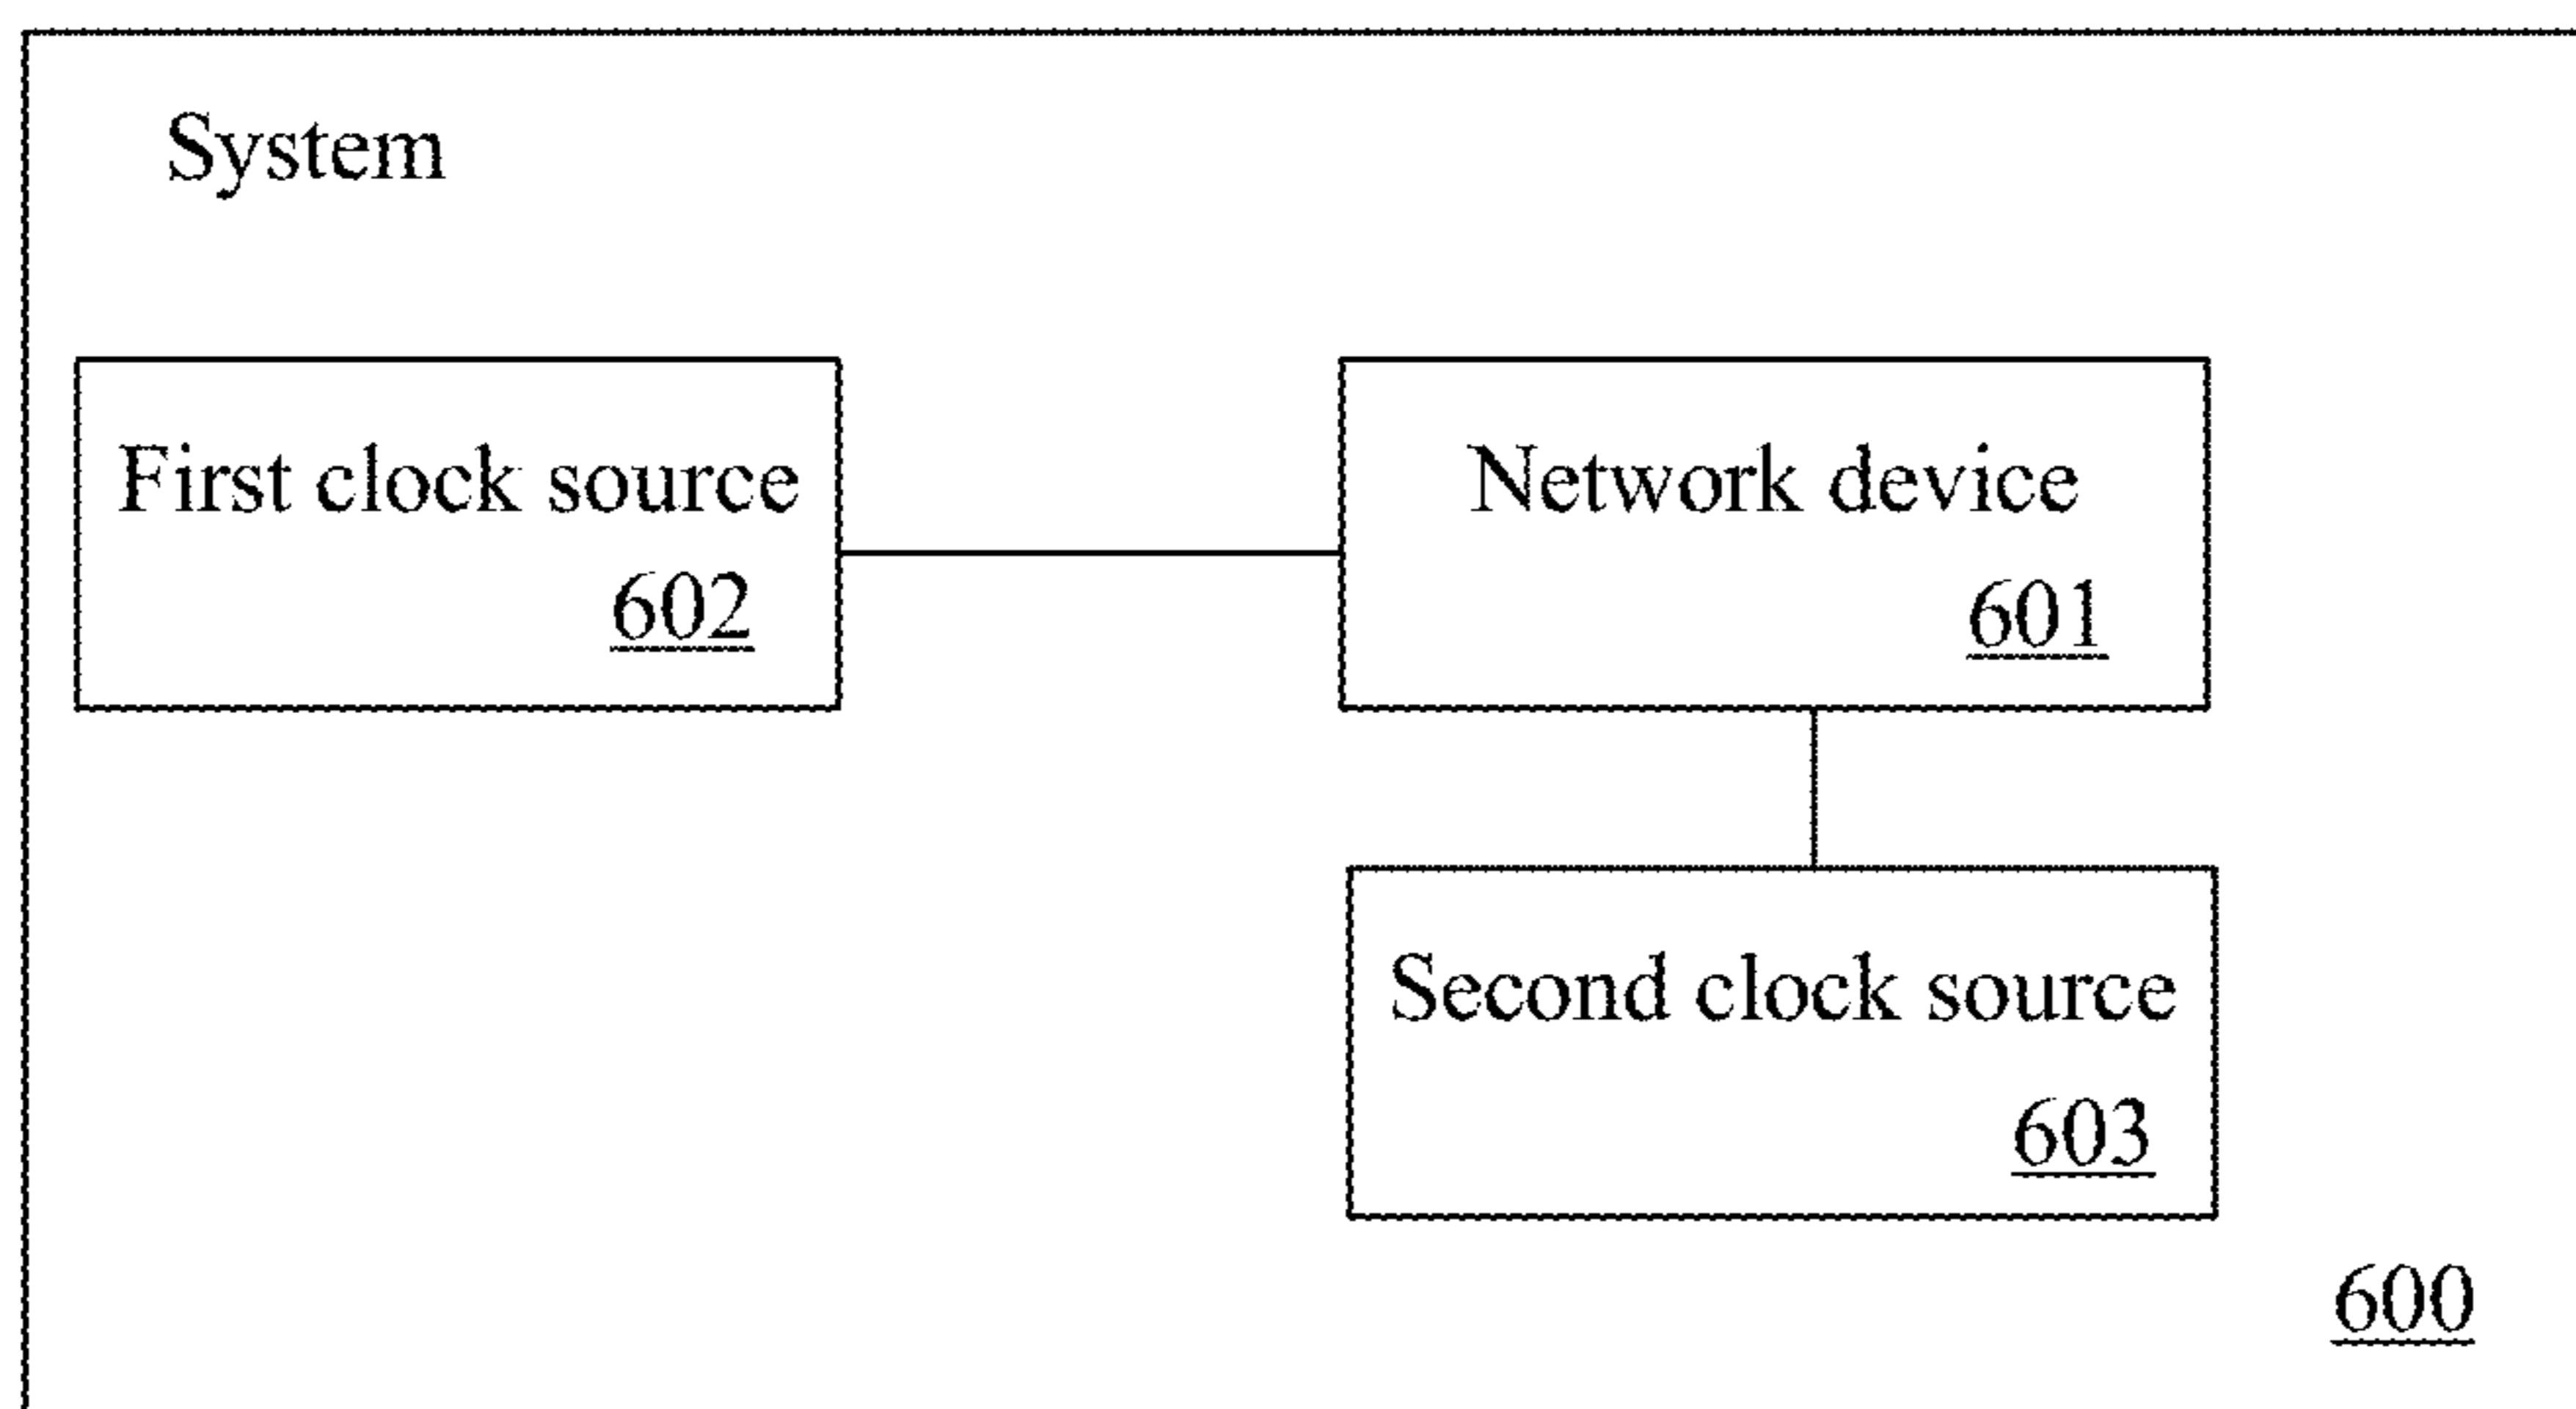 System
First clock source
602
Network device
601
Second clock source
603
600